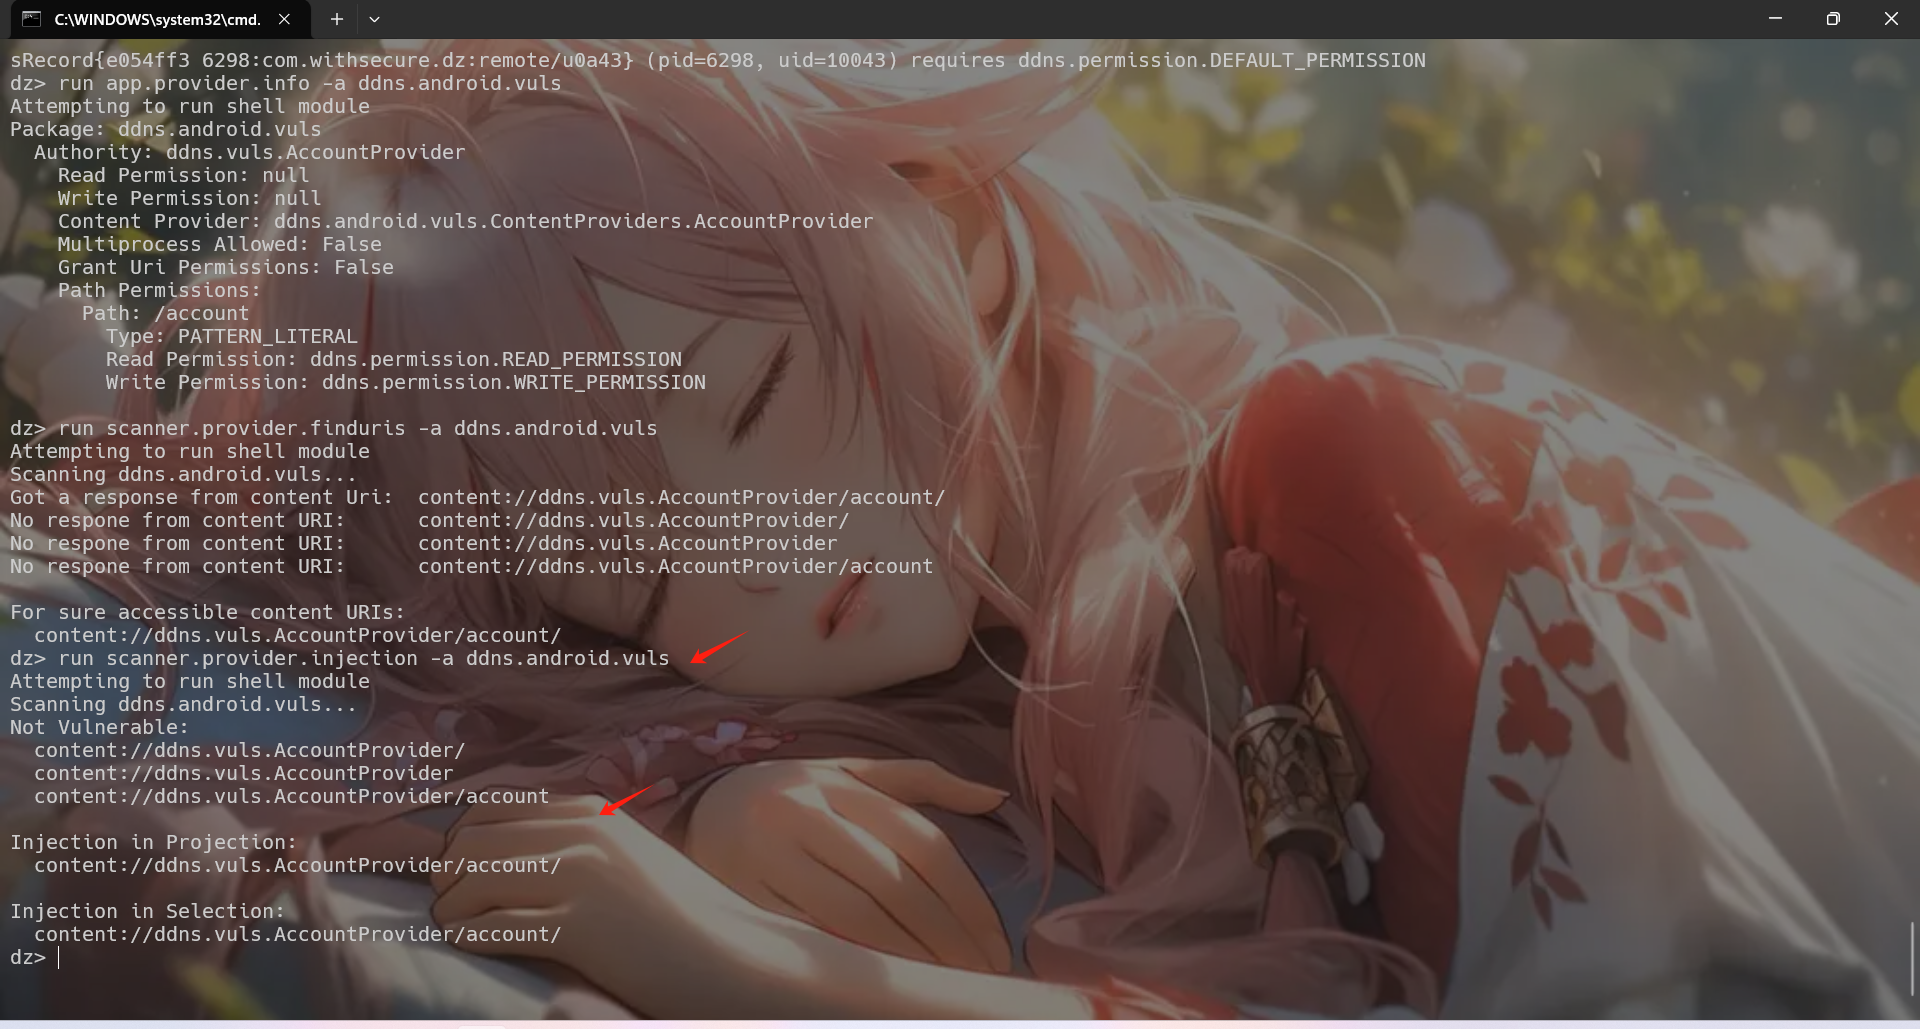 C:\WINDOWS\system32\cmd.
sRecord{e054ff3 6298:com.withsecure.dz:remote/u0a43} (pid=6298, uid=10043) requires ddns.permission.DEFAULT_PERMISSION
dz> run app.provider.info -a ddns.android.vuls
Attempting to run shell module
Package: ddns.android.vuls
Authority: ddns.vuls.AccountProvider
Read Permission: null
Write Permission: null
Content Provider: ddns.android.vuls.ContentProviders.AccountProvider
Multiprocess Allowed: False
Grant Uri Permissions: False
Path Permissions:
Path: /account
Type: PATTERN_LITERAL
Read Permission: ddns.permission.READ_PERMISSION
Write Permission: ddns.permission.WRITE_PERMISSION
dz> run scanner.provider.finduris -a ddns.android.vuls
Attempting to run shell module
Scanning ddns.android.vuls...
Got a response from content Uri:  content://ddns.vuls.AccountProvider/account/
No respone from content URI:      content://ddns.vuls.AccountProvider/
No respone from content URI:      content://ddns.vuls.AccountProvider
No respone from content URI:      content://ddns.vuls.AccountProvider/account
For sure accessible content URIs:
content://ddns.vuls.AccountProvider/account/
dz> run scanner.provider.injection -a ddns.android.vuls
Attempting to run shell module
Scanning ddns.android.vuls...
Not Vulnerable:
content://ddns.vuls.AccountProvider/
content://ddns.vuls.AccountProvider
content://ddns.vuls.AccountProvider/account
Injection in Projection:
content://ddns.vuls.AccountProvider/account/
Injection in Selection:
content://ddns.vuls.AccountProvider/account/
dz>